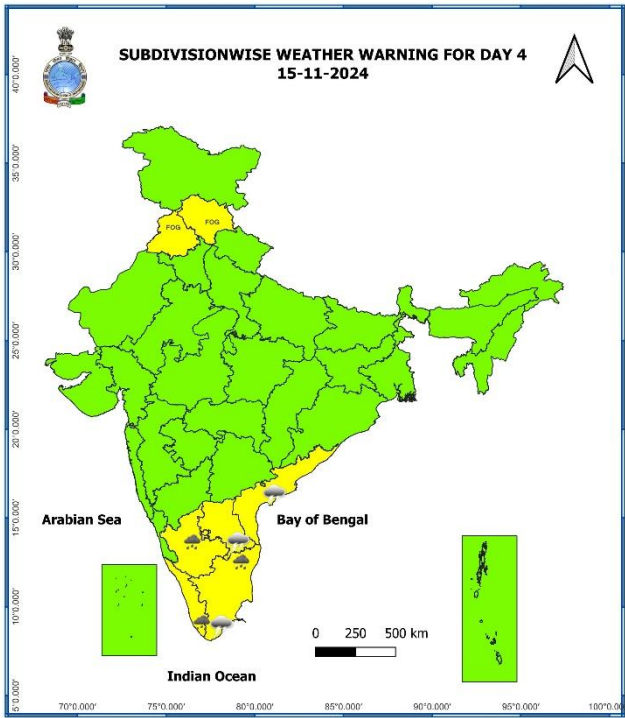 SUBDIVISIONWISE WEATHER WARNING FOR DAY 4
15-11-2024
40°0.000'
35°0.000'
FOG FOG
30°0.000'
25°0.000'
20°0.000'
15°0.000'
Arabian Sea Bay of Bengal
10°0.000'
0 250 500 km
Indian Ocean
5°0.000'
70°0.000' 75°0.000' 80°0.000' 85°0.000' 90°0.000' 95°0.000' 100°0.000'